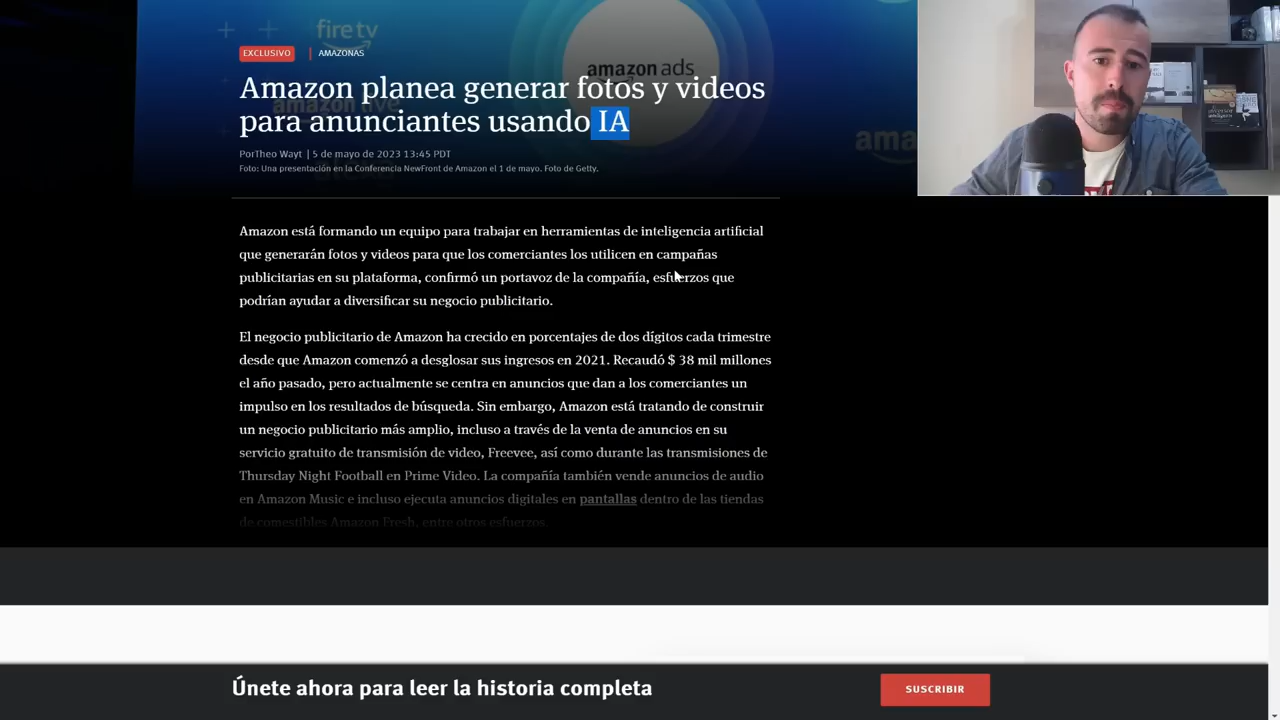 fire tv
amazon ads
EXCLUSIVO | AMAZONAS
Amazon planea generar fotos y videos
para anunciantes usando IA
amazon live
PorTheo Wayt | 5 de mayo de 2023 13:45 PDT
Foto: Una presentación en la Conferencia NewFront de Amazon el 1 de mayo. Foto de Getty.
Amazon está formando un equipo para trabajar en herramientas de inteligencia artificial
que generarán fotos y videos para que los comerciantes los utilicen en campañas
publicitarias en su plataforma, confirmó un portavoz de la compañía, esfuerzos que
podrían ayudar a diversificar su negocio publicitario.
El negocio publicitario de Amazon ha crecido en porcentajes de dos dígitos cada trimestre
desde que Amazon comenzó a desglosar sus ingresos en 2021. Recaudó $ 38 mil millones
el año pasado, pero actualmente se centra en anuncios que dan a los comerciantes un
impulso en los resultados de búsqueda. Sin embargo, Amazon está tratando de construir
un negocio publicitario más amplio, incluso a través de la venta de anuncios en su
servicio gratuito de transmisión de video, Freevee, así como durante las transmisiones de
Thursday Night Football en Prime Video. La compañía también vende anuncios de audio
en Amazon Music e incluso ejecuta anuncios digitales en pantallas dentro de las tiendas
de comestibles Amazon Fresh, entre otros esfuerzos.
Únete ahora para leer la historia completa
SUSCRIBIR